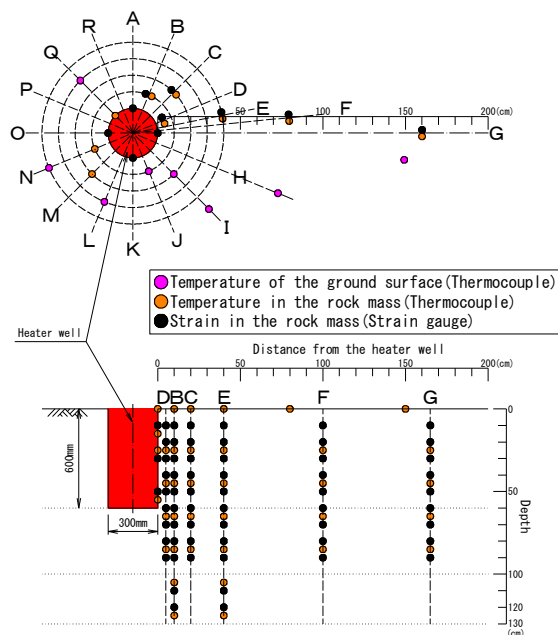 A
R
B
Q
C
P
D
50
E
F
100
150
200(cm)
O
G
N
H
M
I
L
J
K
Temperature of the ground surface(Thermocouple)
Temperature in the rock mass(Thermocouple)
Strain in the rock mass(Strain gauge)
Heater well
Distance from the heater well
0
50
100
150
200(cm)
D
B
C
E
F
G
0
600mm
50
300mm
Depth
100
120
130
(cm)